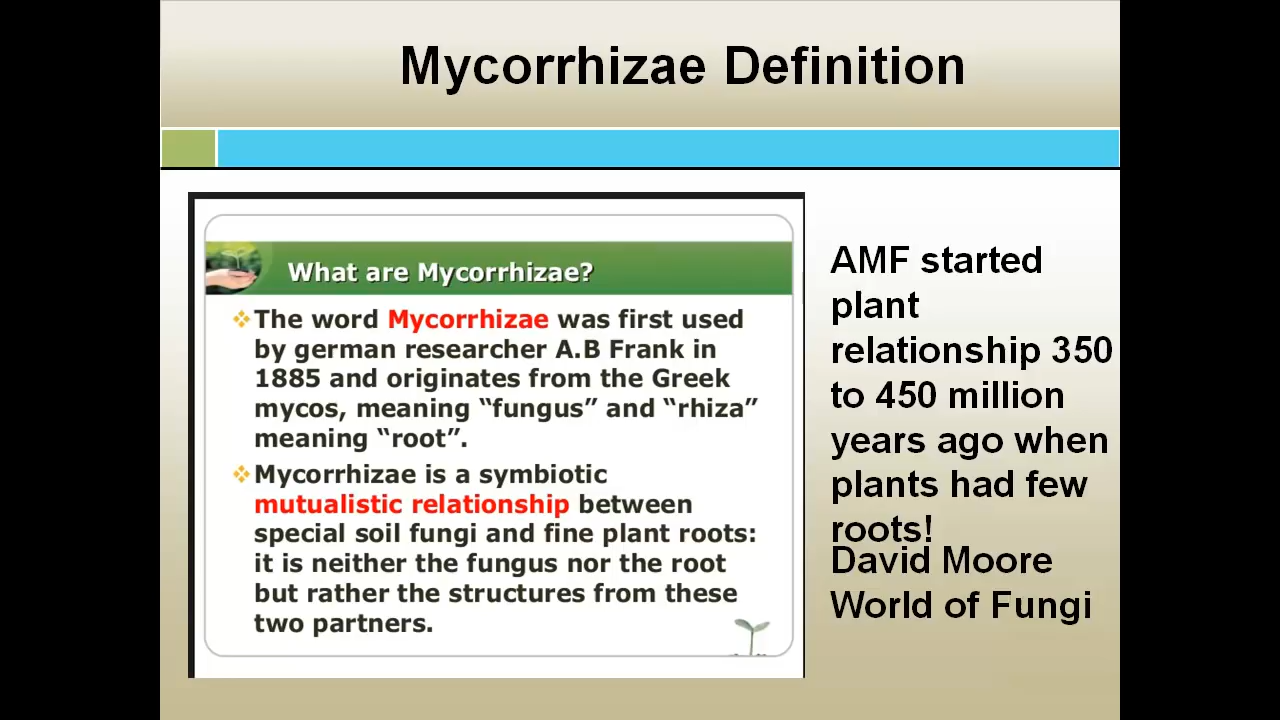 Mycorrhizae Definition
What are Mycorrhizae?
The word Mycorrhizae was first used
by german researcher A.B Frank in
1885 and originates from the Greek
mycos, meaning “fungus” and “rhiza”
meaning “root”.
Mycorrhizae is a symbiotic
mutualistic relationship between
special soil fungi and fine plant roots:
it is neither the fungus nor the root
but rather the structures from these
two partners.
AMF started
plant
relationship 350
to 450 million
years ago when
plants had few
roots!
David Moore
World of Fungi